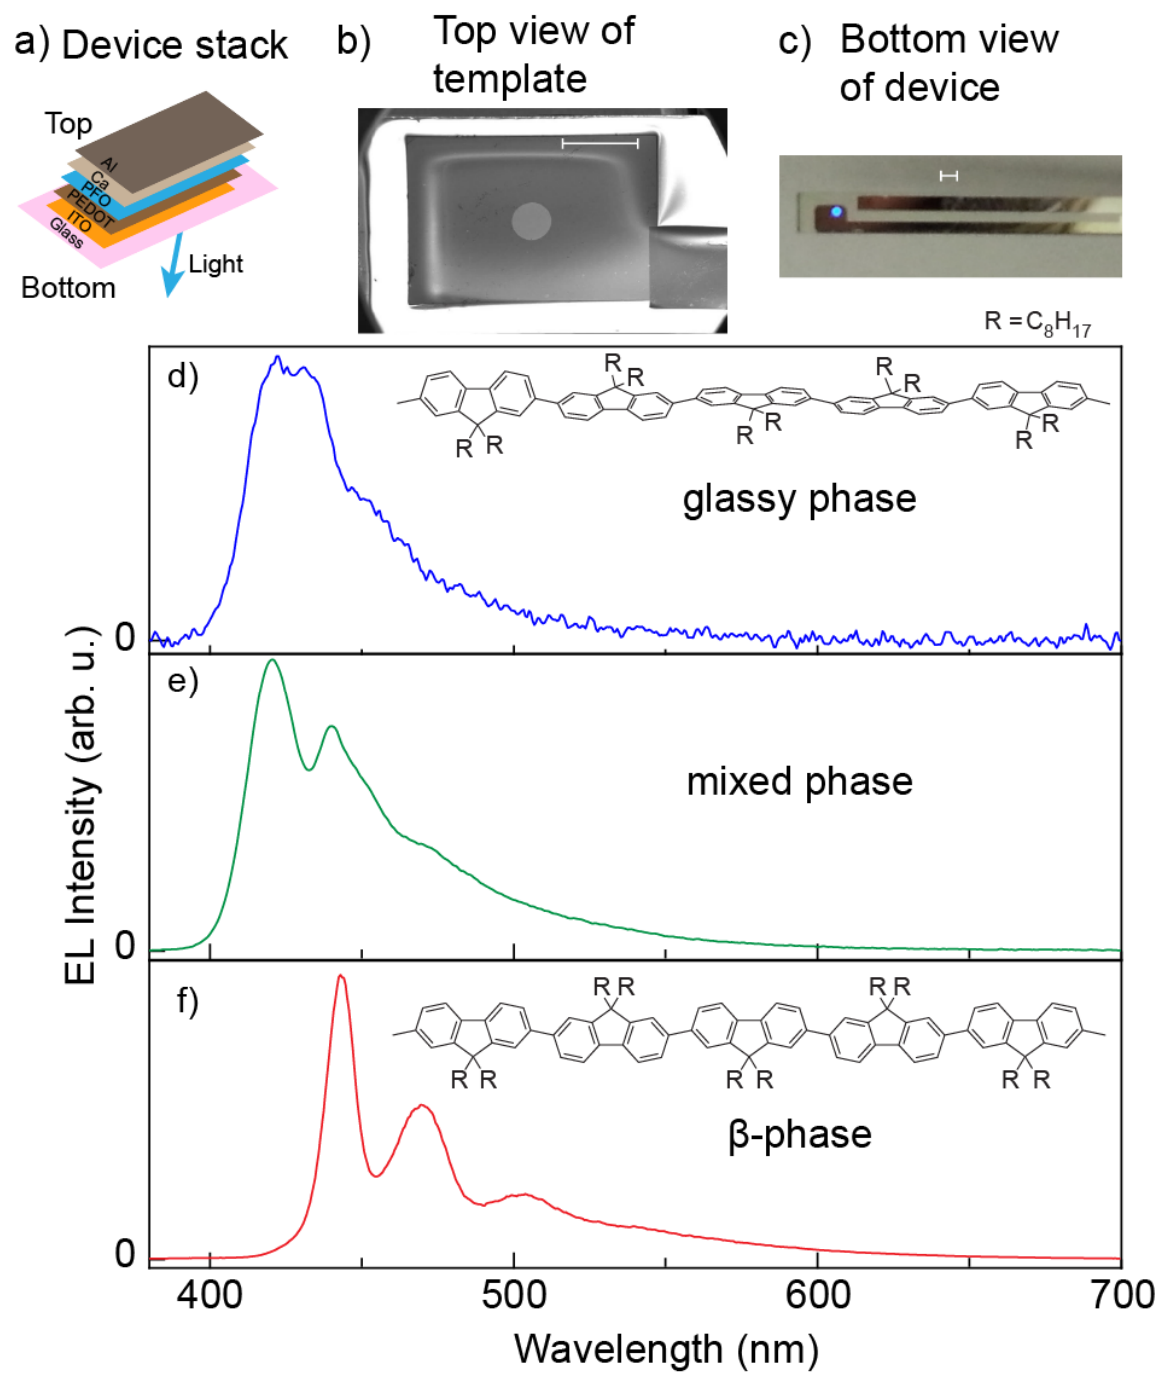 a) Device stack
Top
Al
Ca
PFO
PEDOT
ITO
Glass
Light
Bottom
b) Top view of
template
c) Bottom view
of device
R = C₈H₁₇
d)
R
R
R R
R R
R
R
R
R
glassy phase
0
e)
mixed phase
0
EL Intensity (arb. u.)
f)
R R
R R
R R
R R
R R
β-phase
0
400 500 600 700
Wavelength (nm)